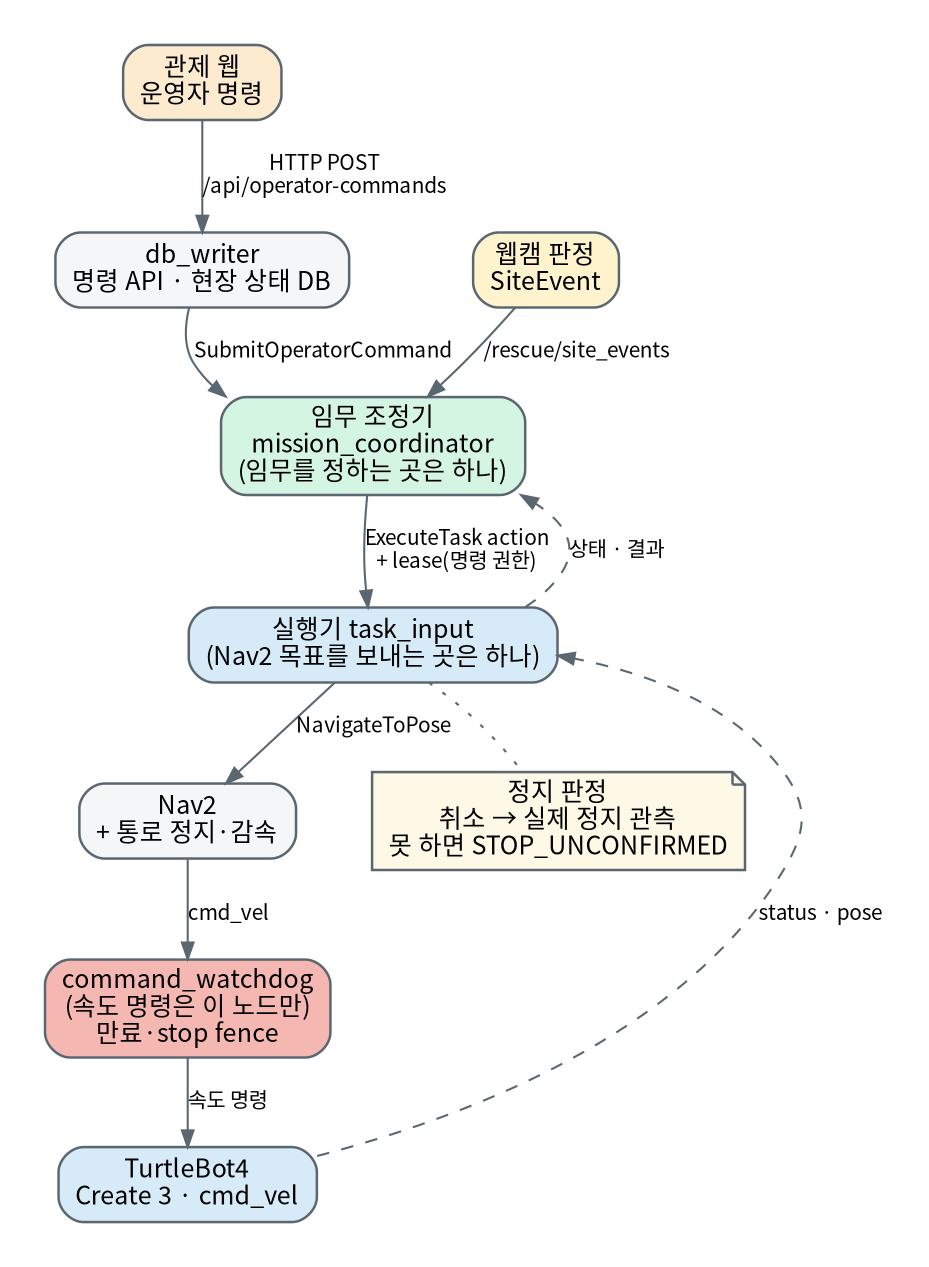 관제 웹
운영자 명령
HTTP POST
/api/operator-commands
db_writer
명령 API · 현장 상태 DB
웹캠 판정
SiteEvent
SubmitOperatorCommand
/rescue/site_events
임무 조정기
mission_coordinator
(임무를 정하는 곳은 하나)
ExecuteTask action
+ lease(명령 권한)
상태 · 결과
실행기 task_input
(Nav2 목표를 보내는 곳은 하나)
NavigateToPose
정지 판정
취소 → 실제 정지 관측
못 하면 STOP_UNCONFIRMED
Nav2
+ 통로 정지·감속
cmd_vel
status · pose
command_watchdog
(속도 명령은 이 노드만)
만료·stop fence
속도 명령
TurtleBot4
Create 3 · cmd_vel